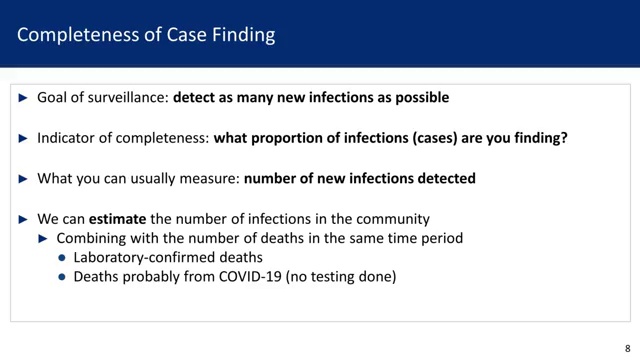 Completeness of Case Finding
► Goal of surveillance: detect as many new infections as possible
► Indicator of completeness: what proportion of infections (cases) are you finding?
► What you can usually measure: number of new infections detected
► We can estimate the number of infections in the community
► Combining with the number of deaths in the same time period
● Laboratory-confirmed deaths
● Deaths probably from COVID-19 (no testing done)
8